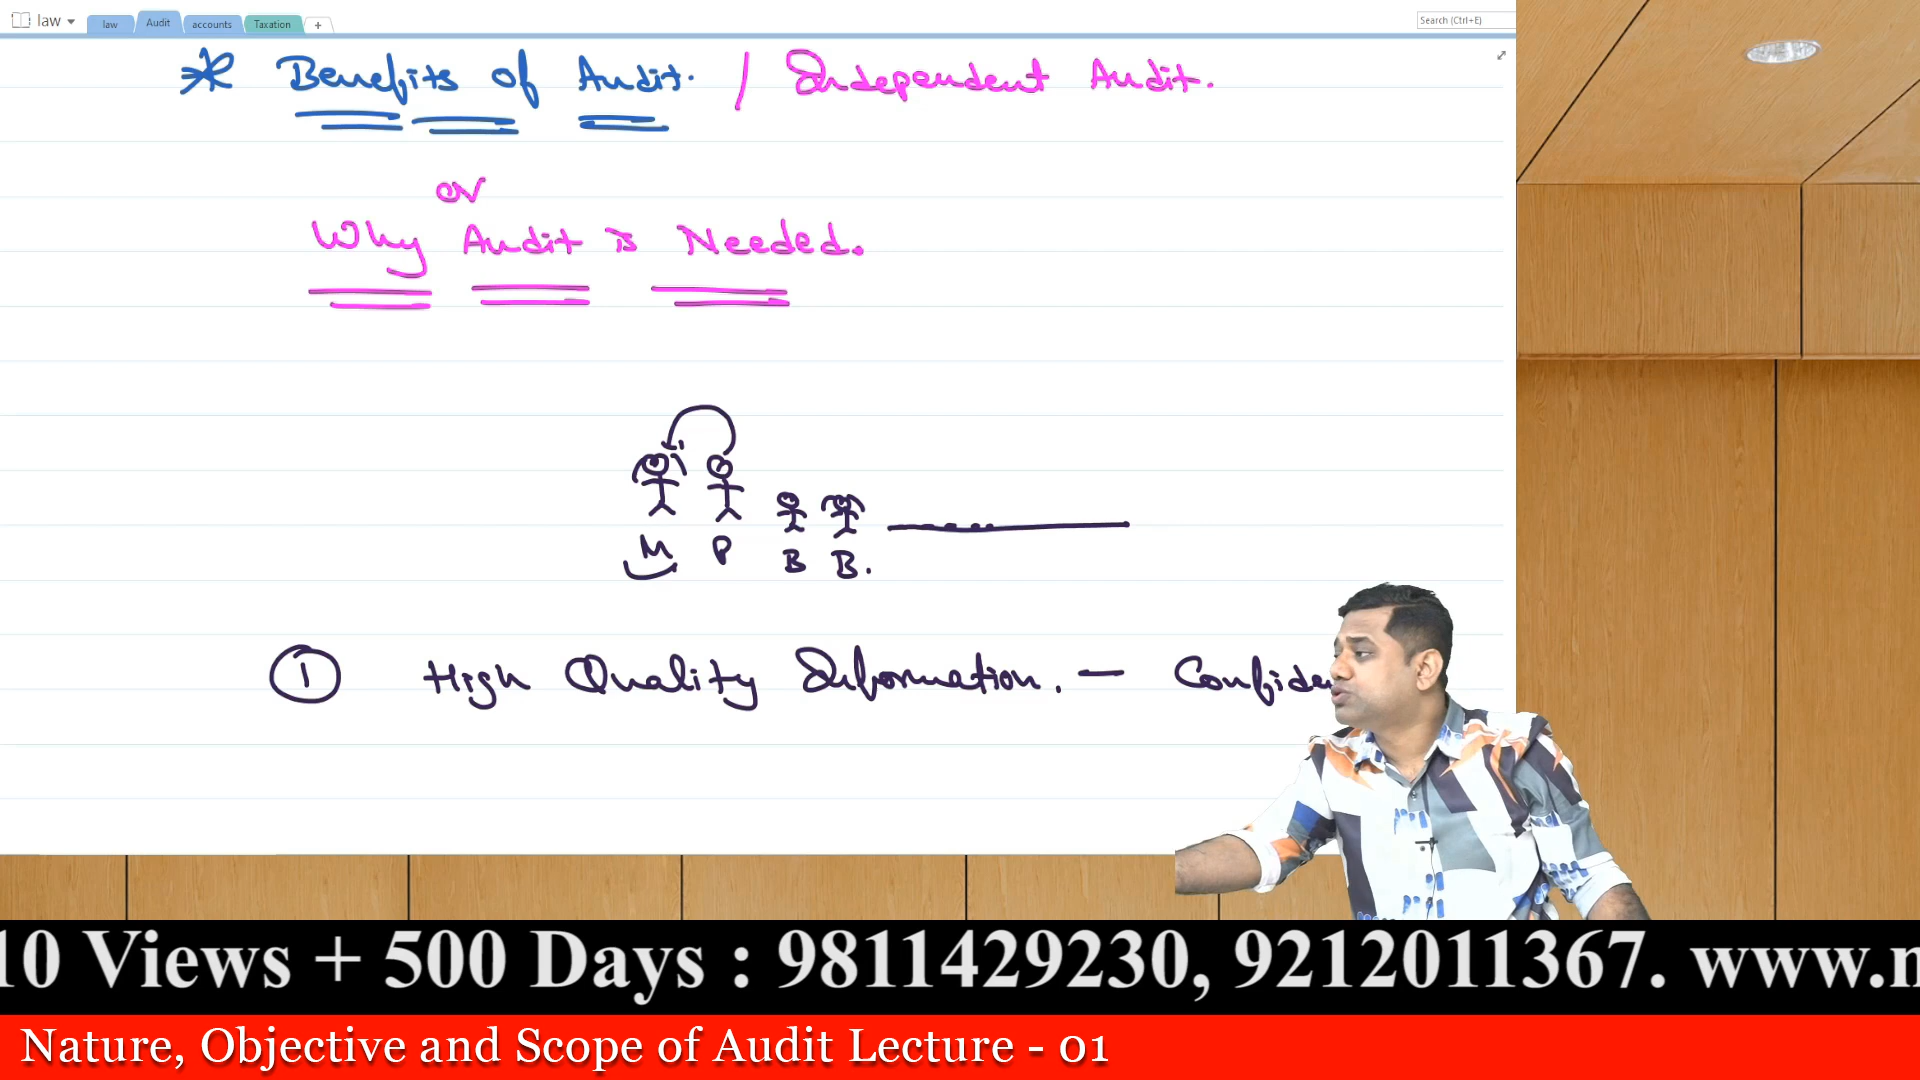 law law Audit accounts Taxation + Search (Ctrl+E)
* Benefits of Audit. / Independent Audit.
or
Why Audit is Needed.
M P B B.
1 High Quality Information. — Confiden
10 Views + 500 Days : 9811429230, 9212011367. www.n
Nature, Objective and Scope of Audit Lecture - 01